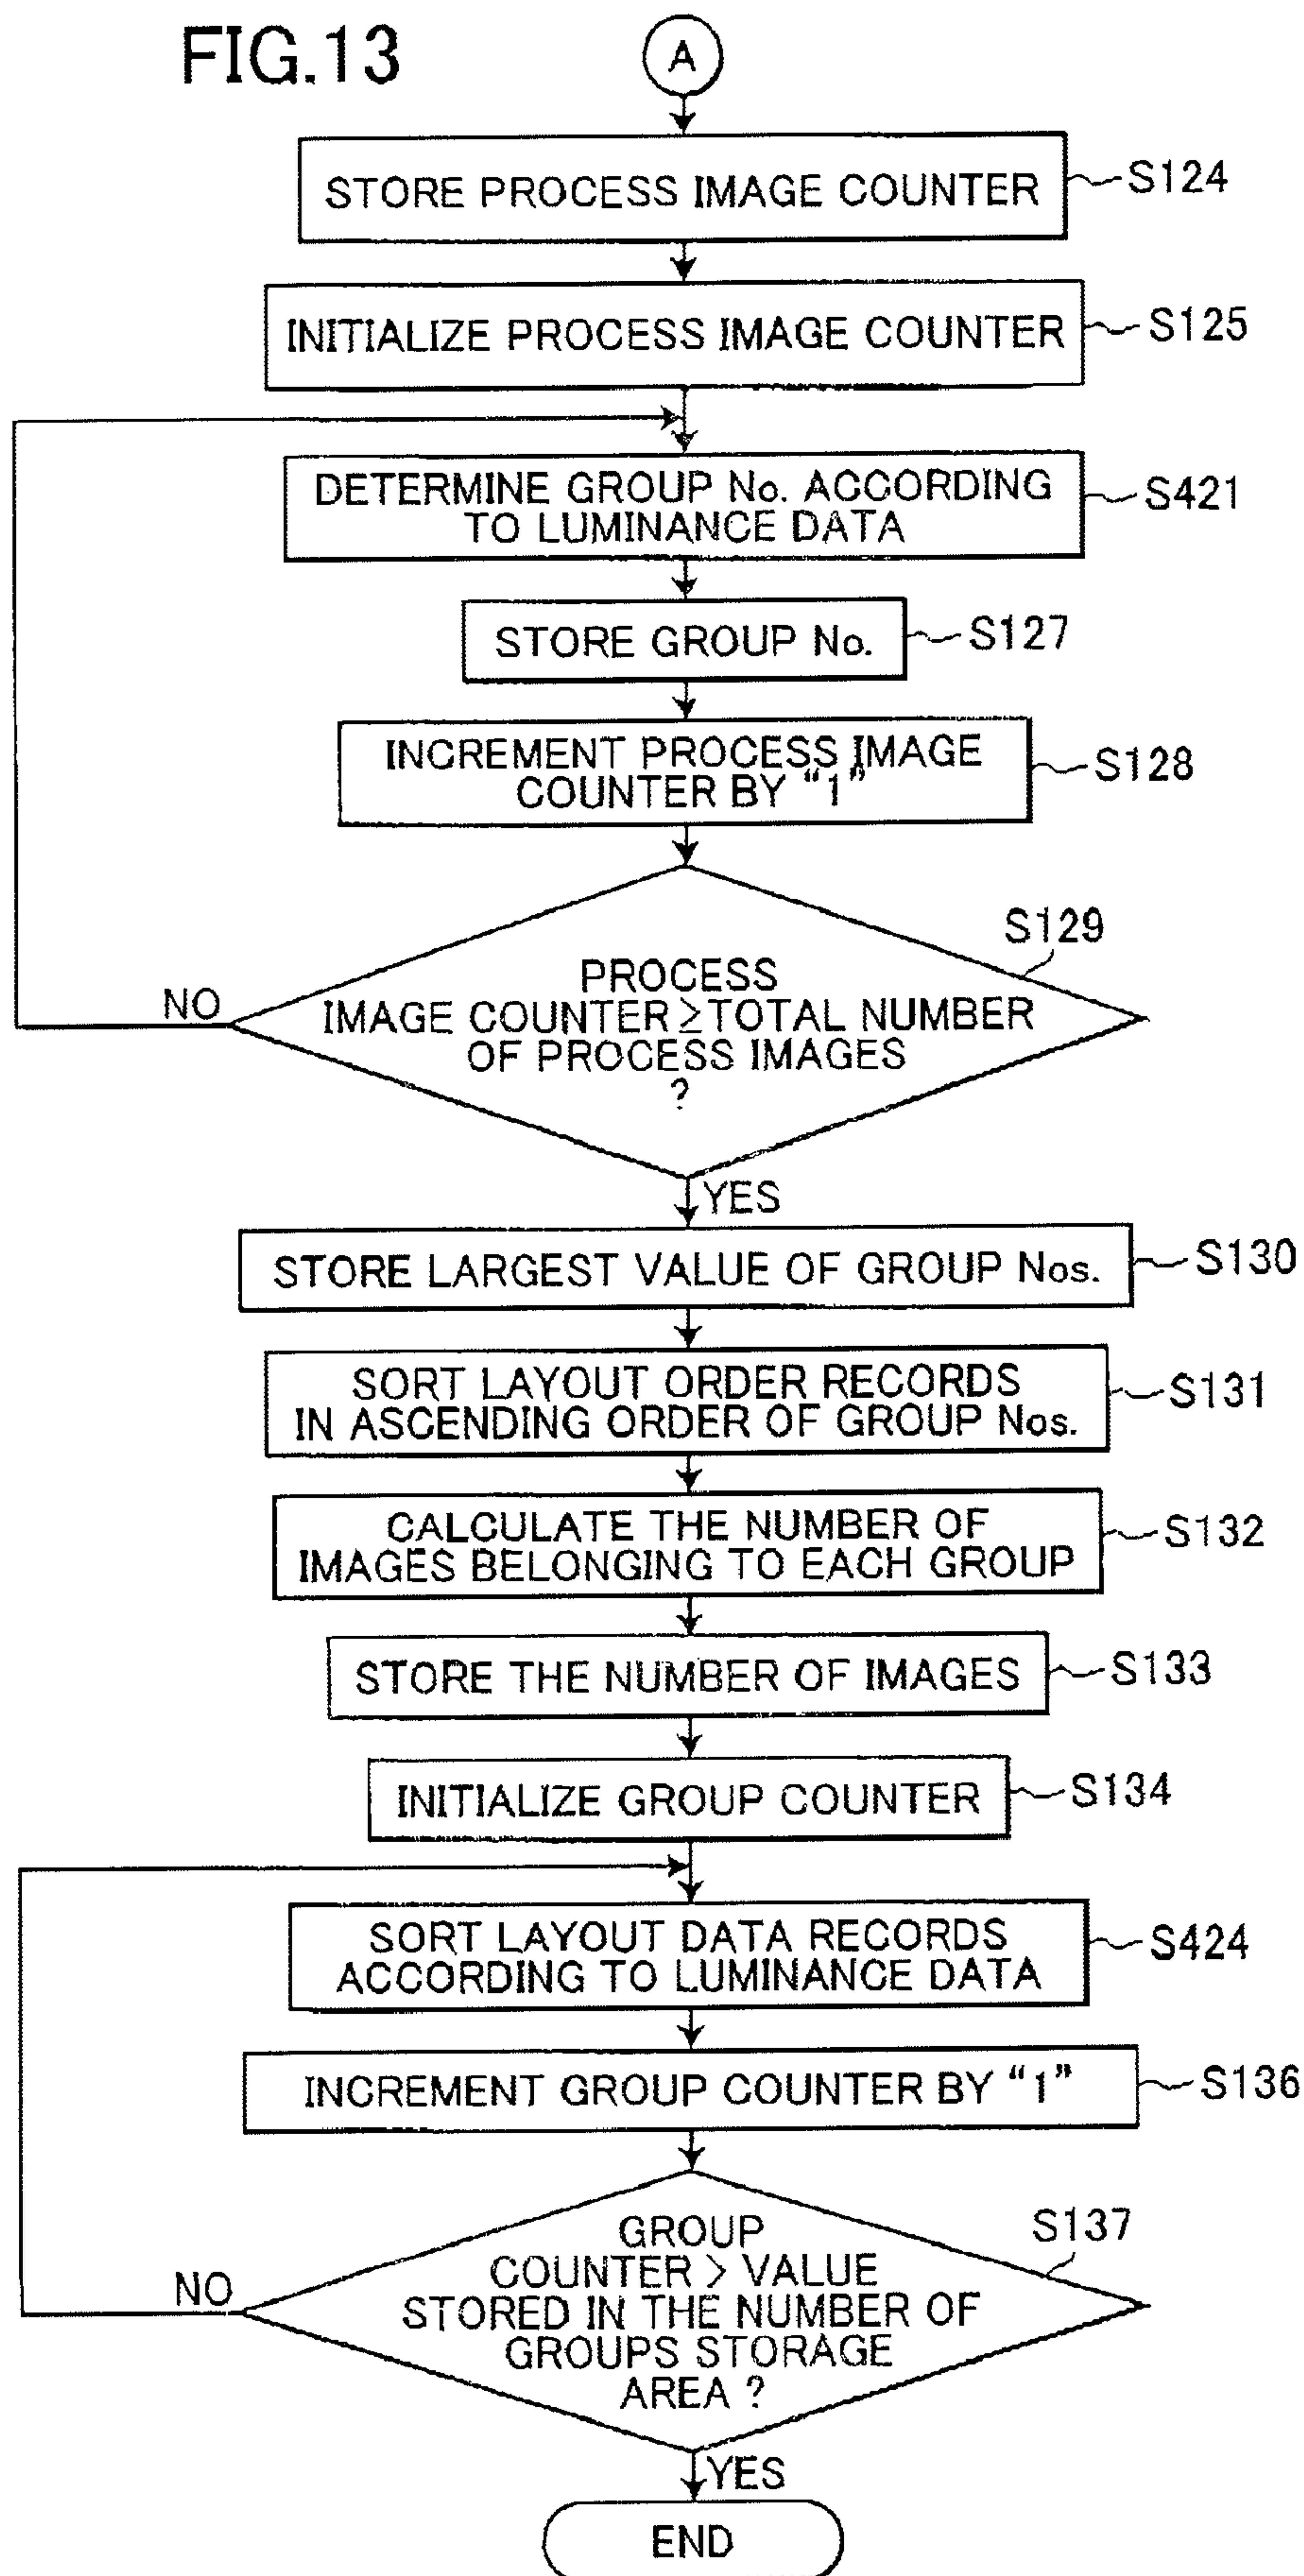 FIG.13
A
STORE PROCESS IMAGE COUNTER
S124
INITIALIZE PROCESS IMAGE COUNTER
S125
DETERMINE GROUP No. ACCORDING
TO LUMINANCE DATA
S421
STORE GROUP No.
S127
INCREMENT PROCESS IMAGE
COUNTER BY “1”
S128
S129
PROCESS
IMAGE COUNTER ≥ TOTAL NUMBER
OF PROCESS IMAGES
?
NO
YES
STORE LARGEST VALUE OF GROUP Nos.
S130
SORT LAYOUT ORDER RECORDS
IN ASCENDING ORDER OF GROUP Nos.
S131
CALCULATE THE NUMBER OF
IMAGES BELONGING TO EACH GROUP
S132
STORE THE NUMBER OF IMAGES
S133
INITIALIZE GROUP COUNTER
S134
SORT LAYOUT DATA RECORDS
ACCORDING TO LUMINANCE DATA
S424
INCREMENT GROUP COUNTER BY “1”
S136
S137
GROUP
COUNTER > VALUE
STORED IN THE NUMBER OF
GROUPS STORAGE
AREA ?
NO
YES
END